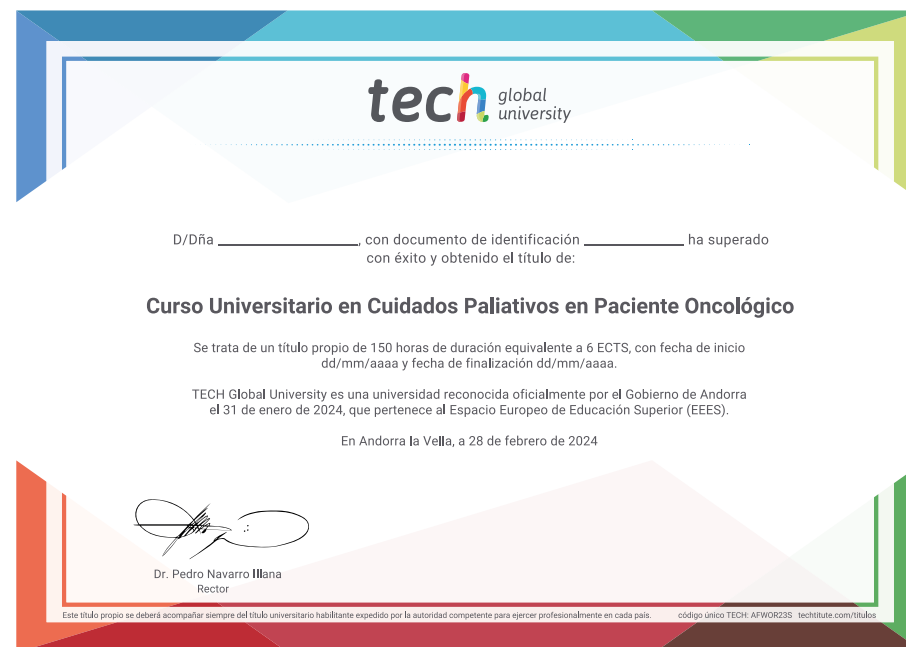 tech global university
D/Dña ______________, con documento de identificación __________ ha superado
con éxito y obtenido el título de:
Curso Universitario en Cuidados Paliativos en Paciente Oncológico
Se trata de un título propio de 150 horas de duración equivalente a 6 ECTS, con fecha de inicio
dd/mm/aaaa y fecha de finalización dd/mm/aaaa.
TECH Global University es una universidad reconocida oficialmente por el Gobierno de Andorra
el 31 de enero de 2024, que pertenece al Espacio Europeo de Educación Superior (EEES).
En Andorra la Vella, a 28 de febrero de 2024
Dr. Pedro Navarro Illana
Rector
Este título propio se deberá acompañar siempre del título universitario habilitante expedido por la autoridad competente para ejercer profesionalmente en cada país. código único TECH: AFWOR23S techtitute.com/titulos